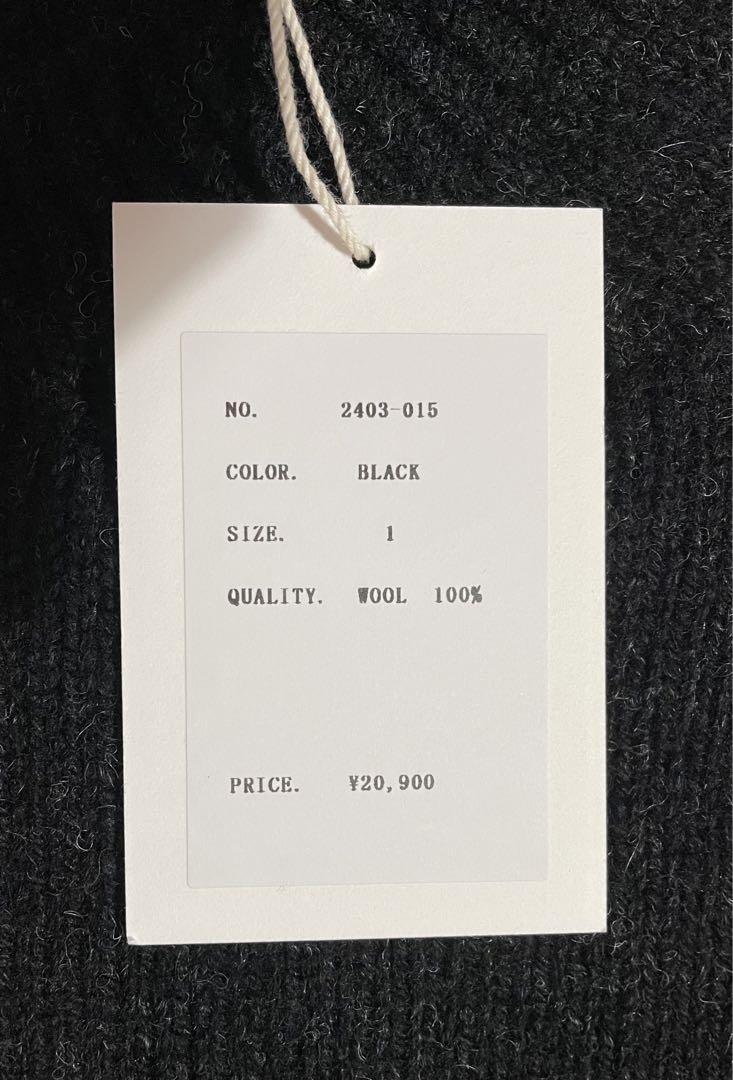 NO. 2403-015
COLOR. BLACK
SIZE. 1
QUALITY. WOOL 100%
PRICE. ¥20,900